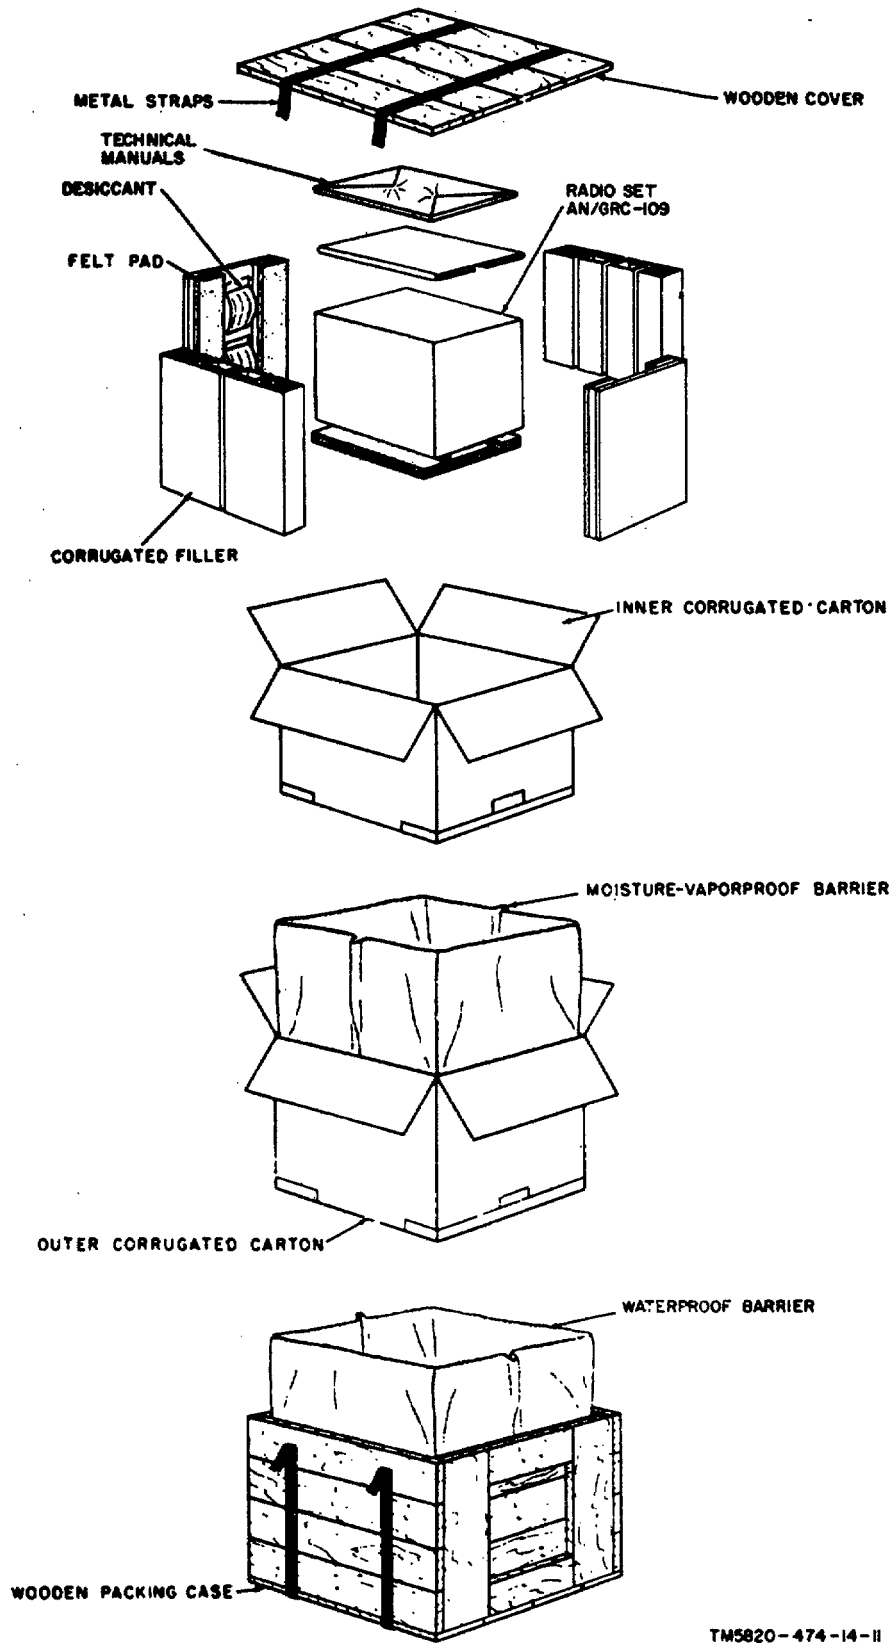 METAL STRAPS
WOODEN COVER
TECHNICAL
MANUALS
DESICCANT
RADIO SET
AN/GRC-109
FELT PAD
CORRUGATED FILLER
INNER CORRUGATED CARTON
MOISTURE-VAPORPROOF BARRIER
OUTER CORRUGATED CARTON
WATERPROOF BARRIER
WOODEN PACKING CASE
TM5820-474-14-11